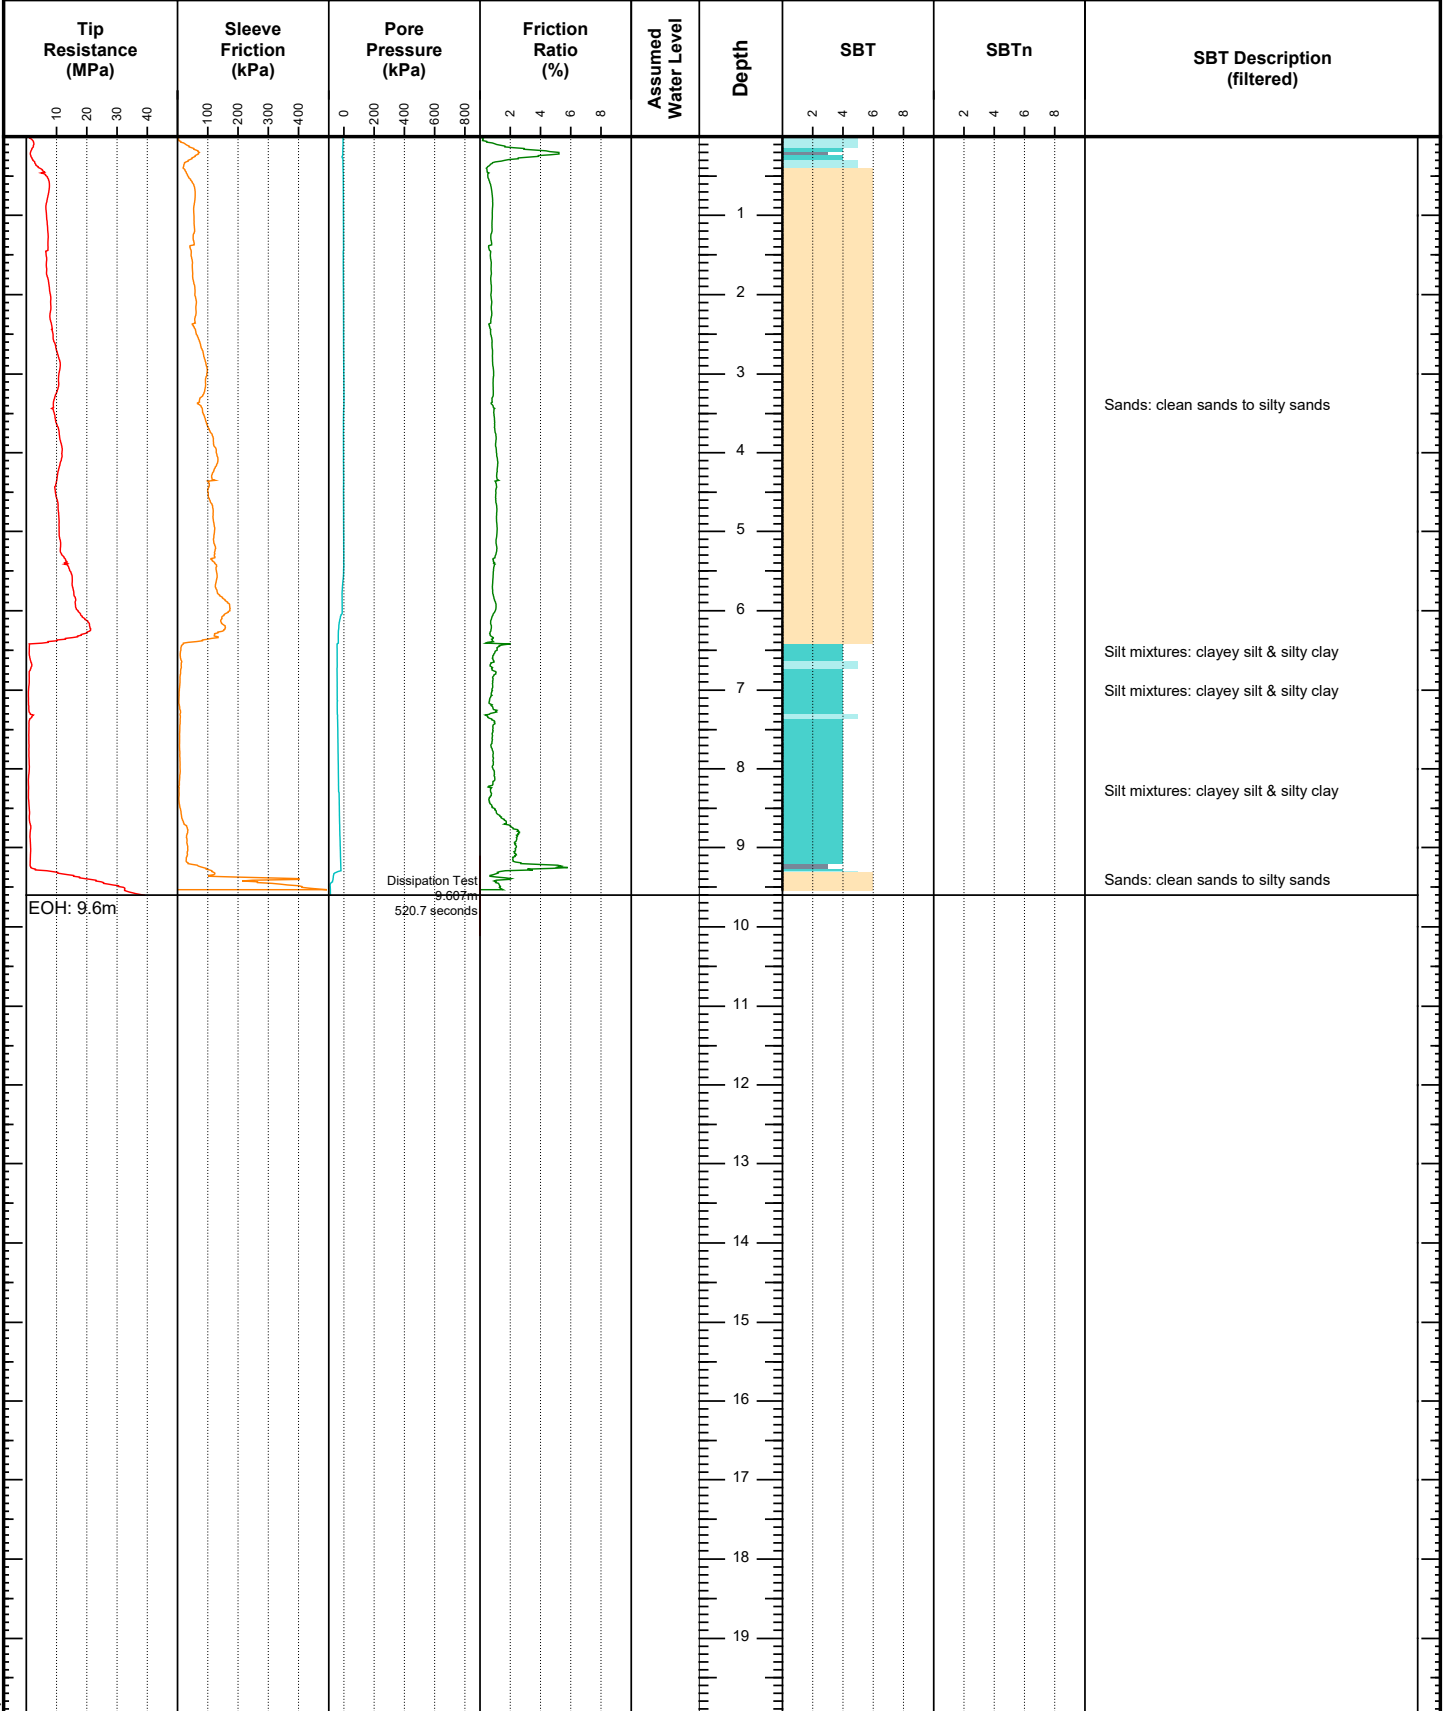 Tip
Resistance
(MPa)
Sleeve
Friction
(kPa)
Pore
Pressure
(kPa)
Friction
Ratio
(%)
Assumed
Water Level
Depth
SBT
SBTn
SBT Description
(filtered)
10 20 30 40
100 200 300 400
0 200 400 600 800
2 4 6 8
2 4 6 8
2 4 6 8
1
2
3
Sands: clean sands to silty sands
4
5
6
Silt mixtures: clayey silt & silty clay
7
Silt mixtures: clayey silt & silty clay
8
Silt mixtures: clayey silt & silty clay
9
Sands: clean sands to silty sands
Dissipation Test
9.607m
520.7 seconds
EOH: 9.6m
10
11
12
13
14
15
16
17
18
19